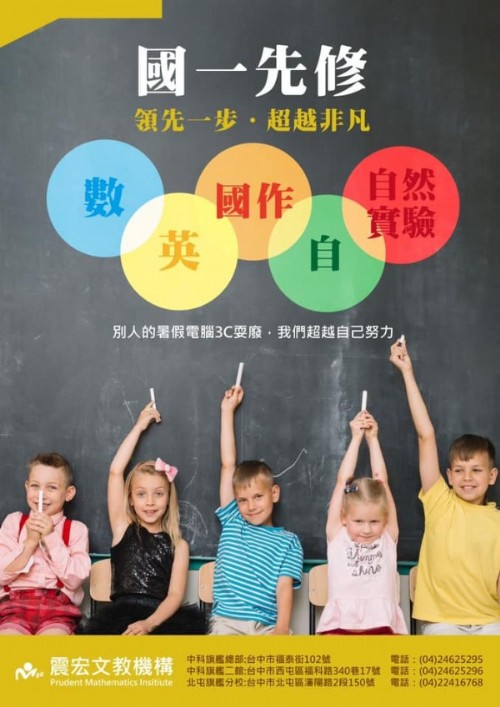 國一先修
領先一步·超越非凡
數
國作
自然
實驗
英
自
別人的暑假電腦3C耍廢，我們超越自己努力
震宏文教機構
Prudent Mathematics Insitiute
中科旗艦總部:台中市福泰街102號 電話：(04)24625295
中科旗艦二館:台中市西屯區福科路340巷17號 電話：(04)24625296
北屯旗艦分校:台中市北屯區瀋陽路2段150號 電話：(04)22416768